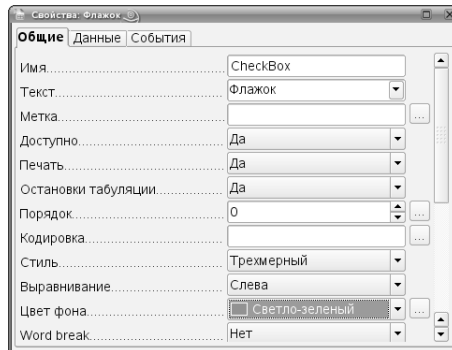 Свойства: Флажок
Общие Данные События
Имя CheckBox
Текст Флажок
Метка ...
Доступно Да
Печать Да
Остановки табуляции Да
Порядок 0 ...
Кодировка ...
Стиль Трехмерный
Выравнивание Слева
Цвет фона Светло-зеленый ...
Word break Нет